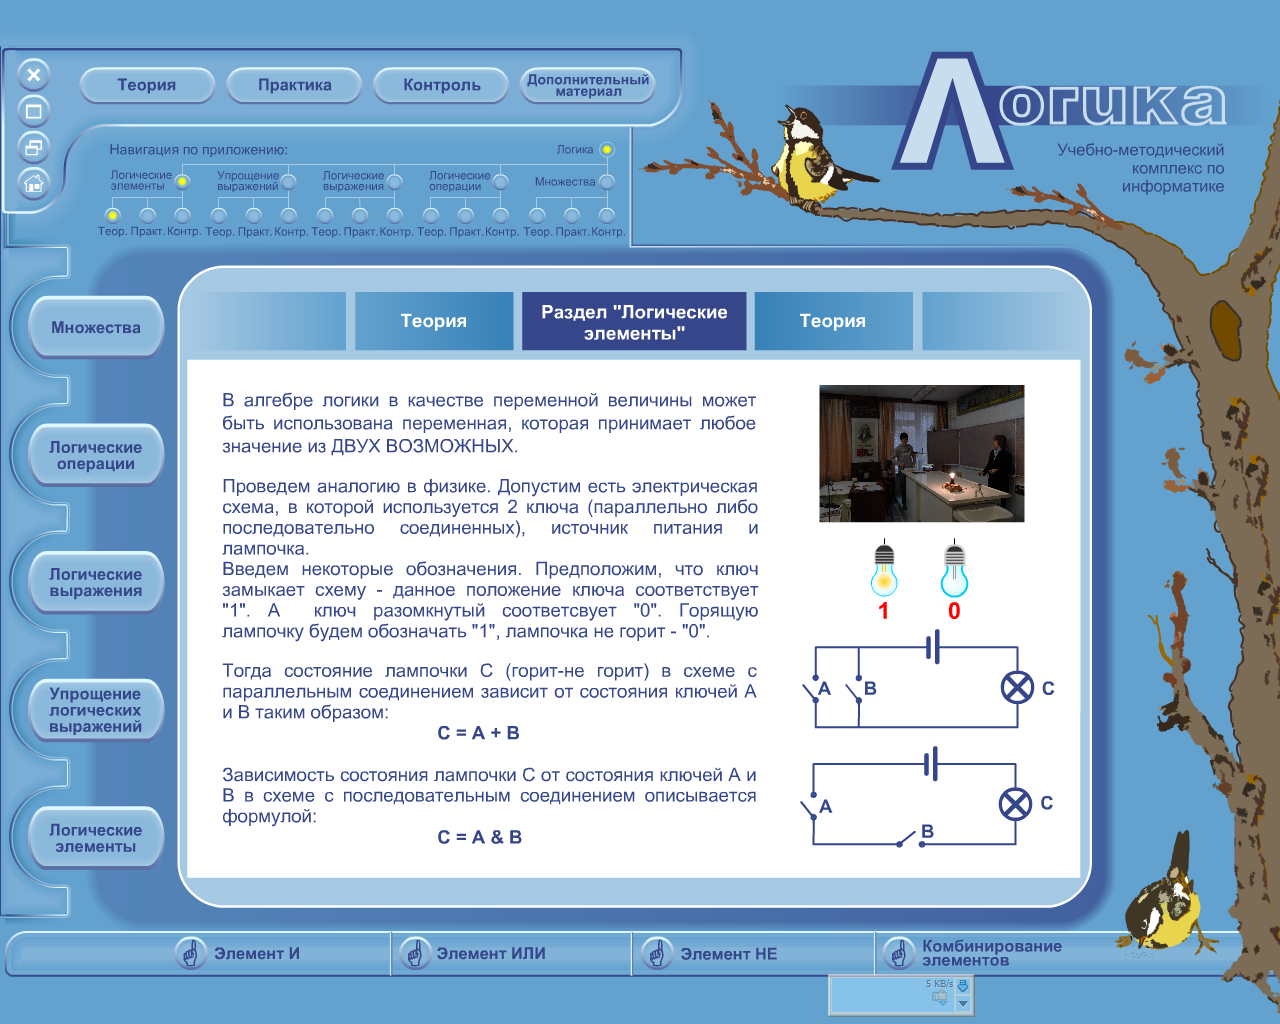 Теория
Практика
Контроль
Дополнительный
материал
Логика
Учебно-методический
комплекс по
информатике
Навигация по приложению:
Логика
Логические
элементы
Упрощение
выражений
Логические
выражения
Логические
операции
Множества
Теор. Практ. Контр. Теор. Практ. Контр. Теор. Практ. Контр. Теор. Практ. Контр. Теор. Практ. Контр.
Множества
Логические
операции
Логические
выражения
Упрощение
логических
выражений
Логические
элементы
Теория
Раздел "Логические
элементы"
Теория
В алгебре логики в качестве переменной величины может
быть использована переменная, которая принимает любое
значение из ДВУХ ВОЗМОЖНЫХ.
Проведем аналогию в физике. Допустим есть электрическая
схема, в которой используется 2 ключа (параллельно либо
последовательно соединенных), источник питания и
лампочка.
Введем некоторые обозначения. Предположим, что ключ
замыкает схему - данное положение ключа соответствует
"1". А ключ разомкнутый соответсвует "0". Горящую
лампочку будем обозначать "1", лампочка не горит - "0".
Тогда состояние лампочки С (горит-не горит) в схеме с
параллельным соединением зависит от состояния ключей А
и В таким образом:
C = A + B
Зависимость состояния лампочки С от состояния ключей А и
В в схеме с последовательным соединением описывается
формулой:
C = A & B
1 0
A B C
A B C
Элемент И
Элемент ИЛИ
Элемент НЕ
Комбинирование
элементов
5 KB/s